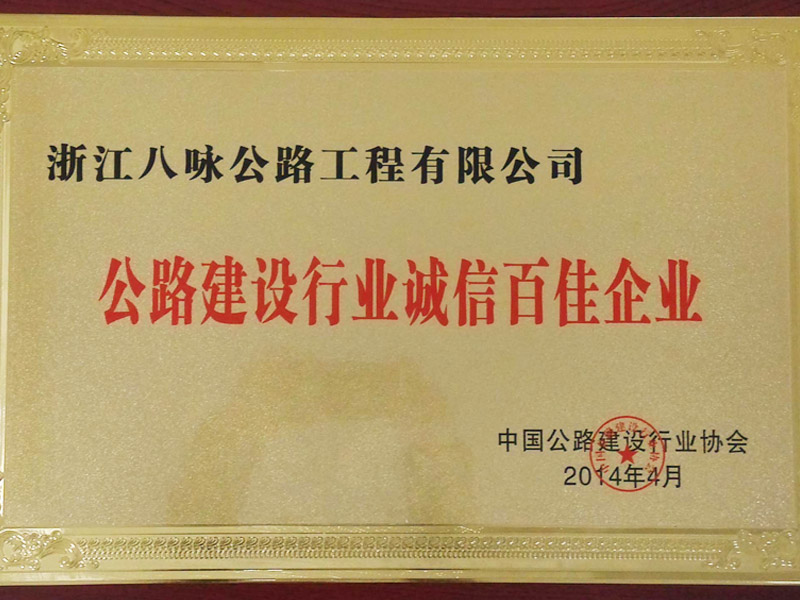 浙江八咏公路工程有限公司
公路建设行业诚信百佳企业
中国公路建设行业协会
2014年4月